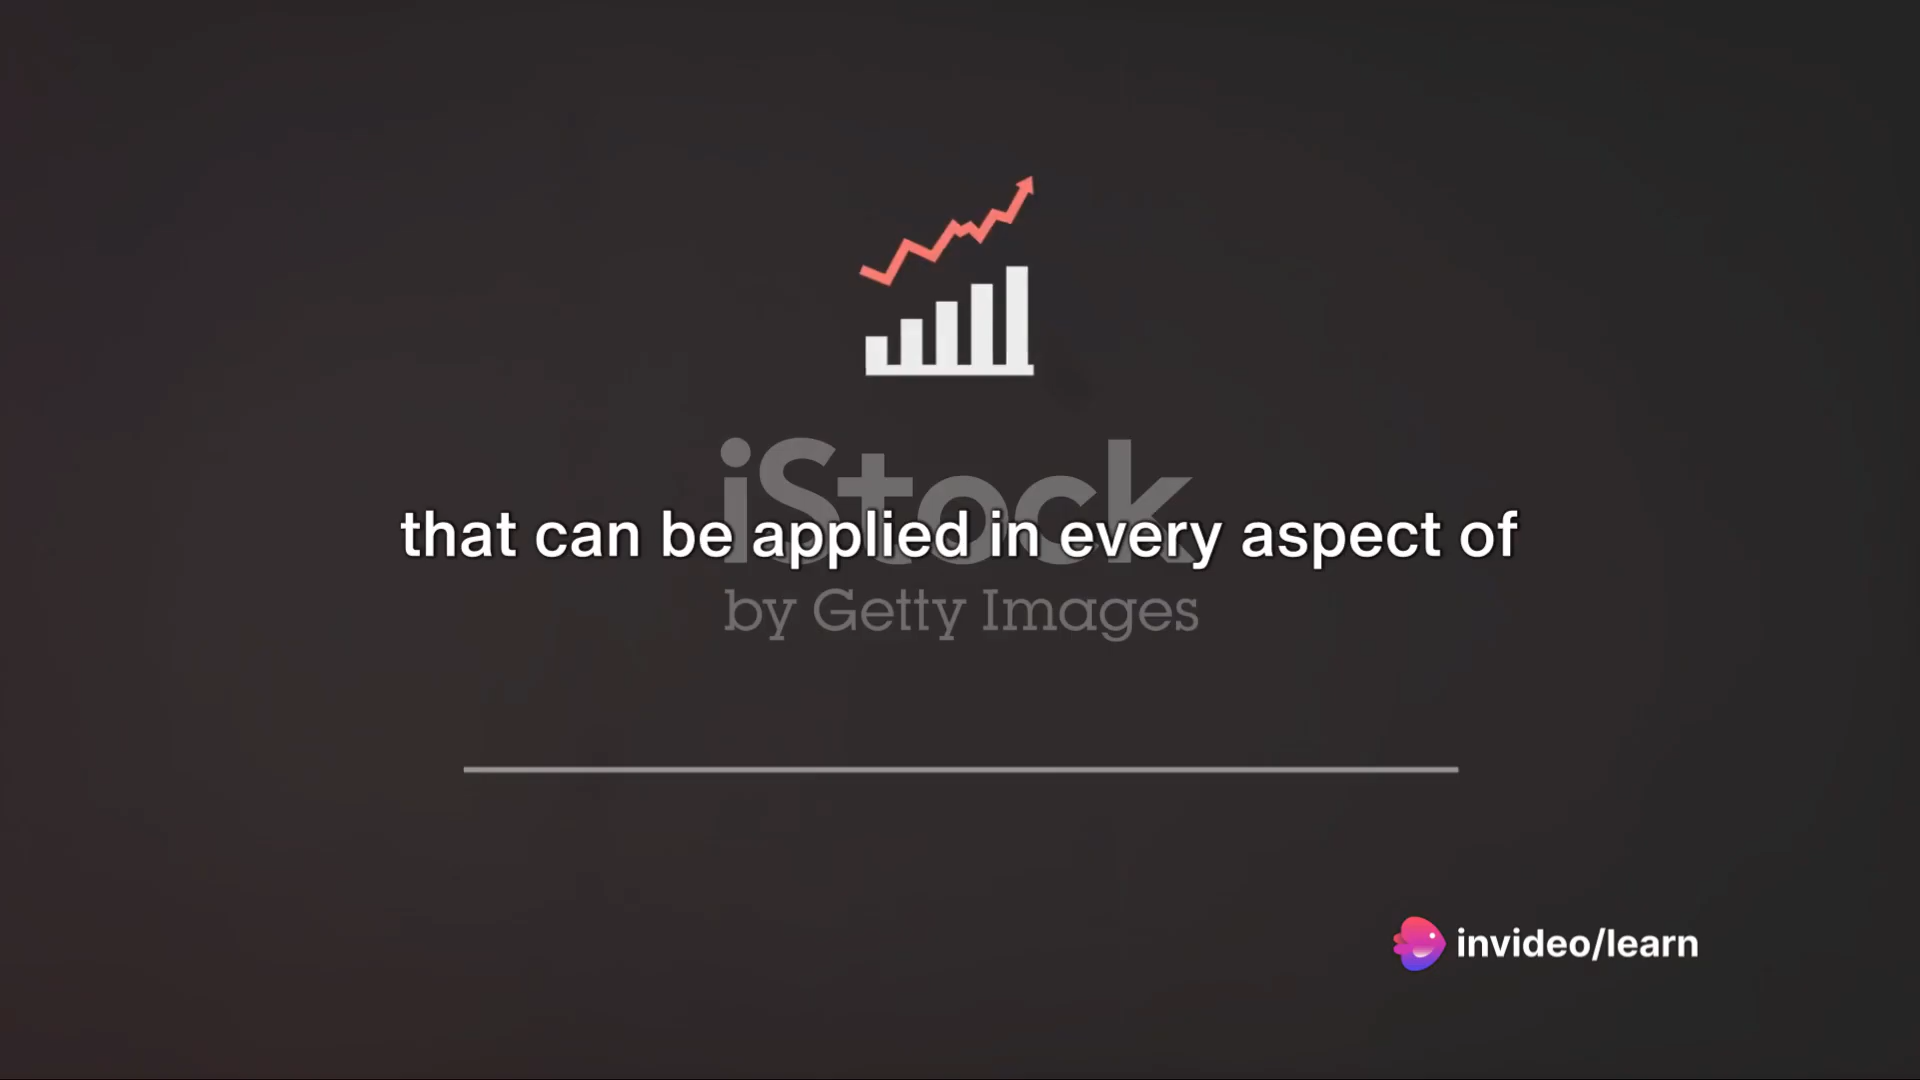 iStock
that can be applied in every aspect of
by Getty Images
invideo/learn